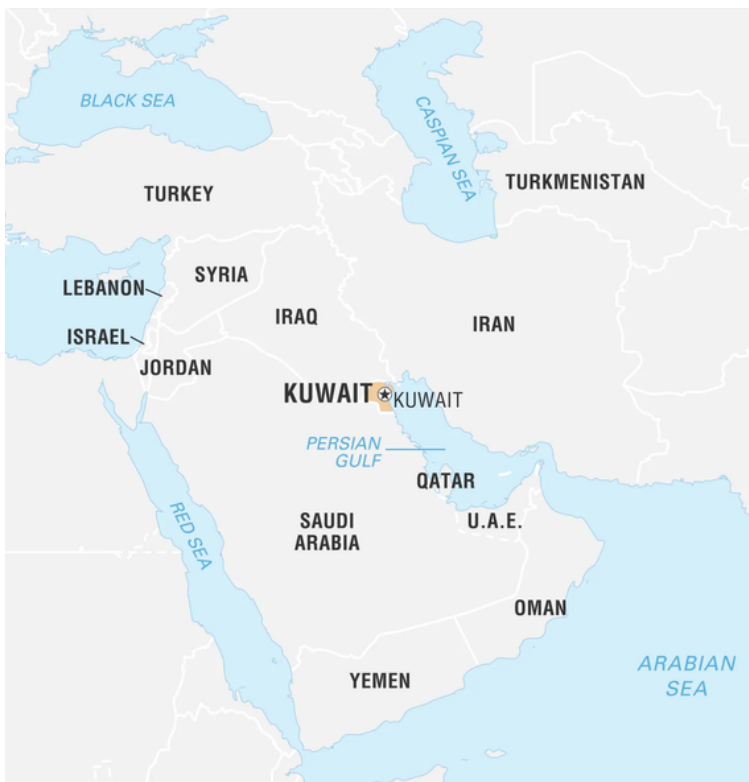 BLACK SEA
CASPIAN SEA
TURKEY
TURKMENISTAN
SYRIA
LEBANON
IRAQ
IRAN
ISRAEL
JORDAN
KUWAIT
KUWAIT
PERSIAN
GULF
QATAR
RED SEA
SAUDI
ARABIA
U.A.E.
OMAN
ARABIAN
SEA
YEMEN